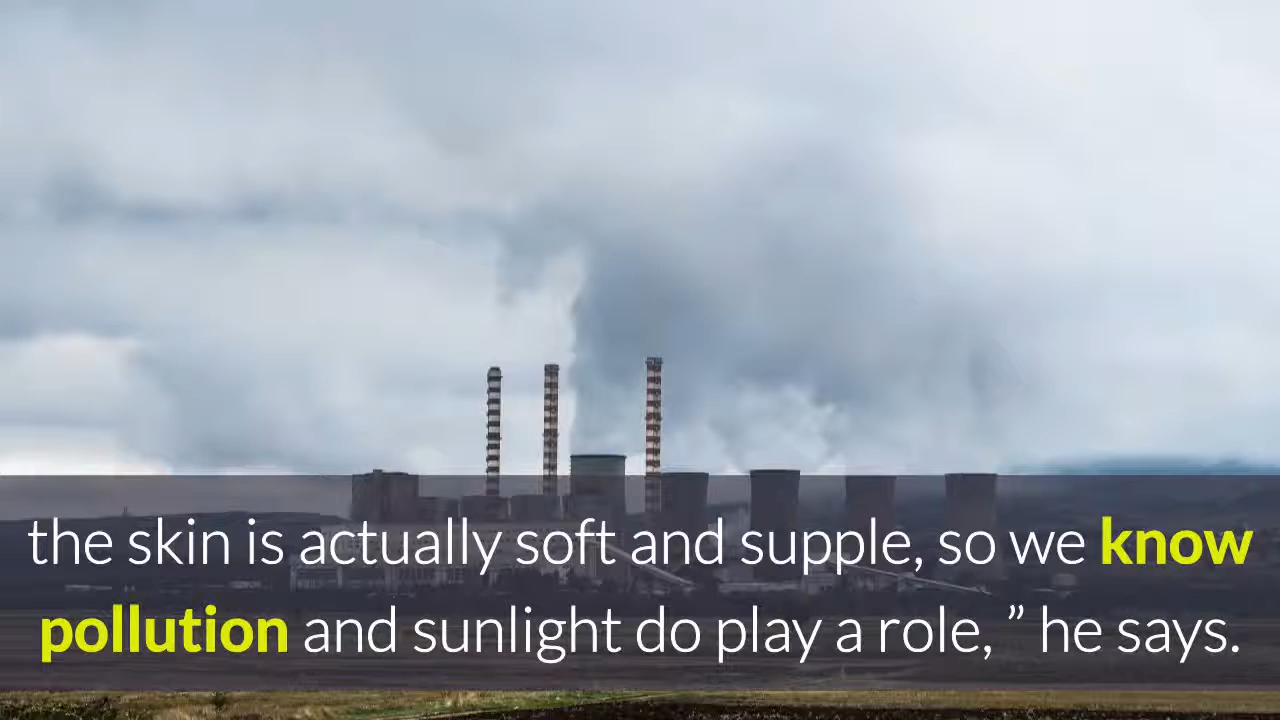 the skin is actually soft and supple, so we know
pollution and sunlight do play a role, ” he says.